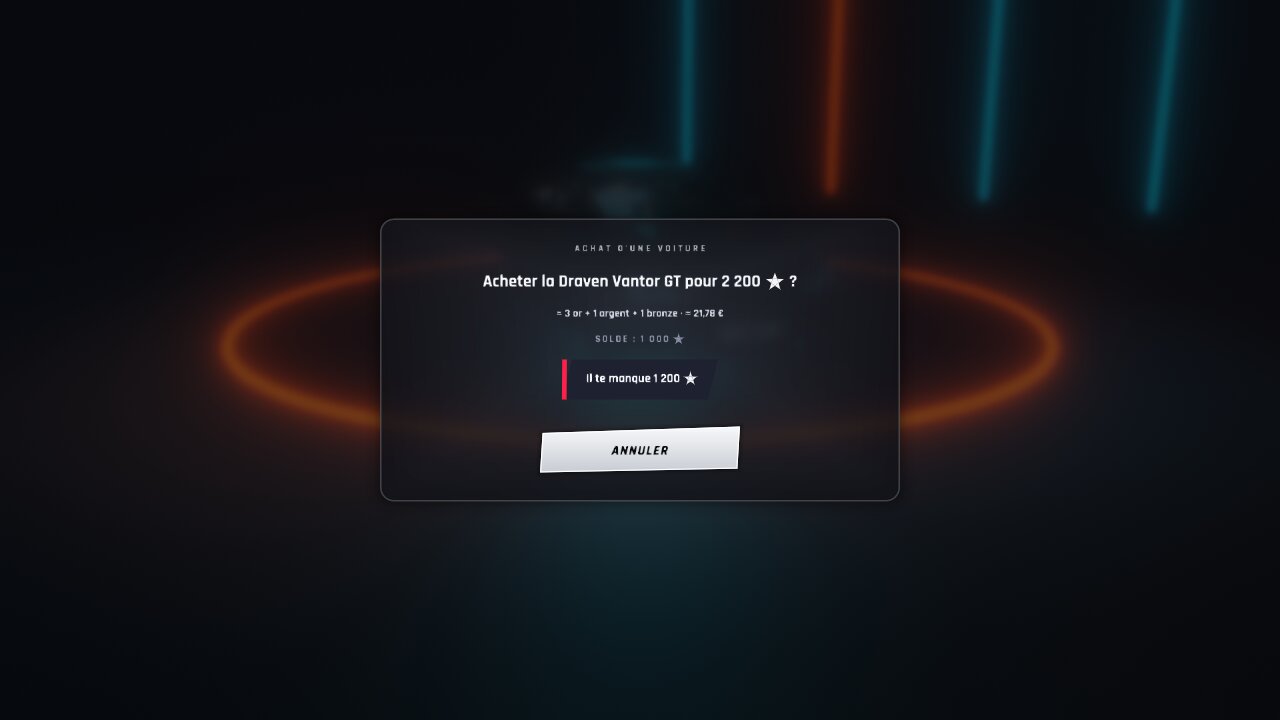 ACHAT D'UNE VOITURE
Acheter la Draven Vantor GT pour 2 200 ★ ?
≈ 3 or + 1 argent + 1 bronze · ≈ 21,78 €
SOLDE : 1 000 ★
Il te manque 1 200 ★
ANNULER